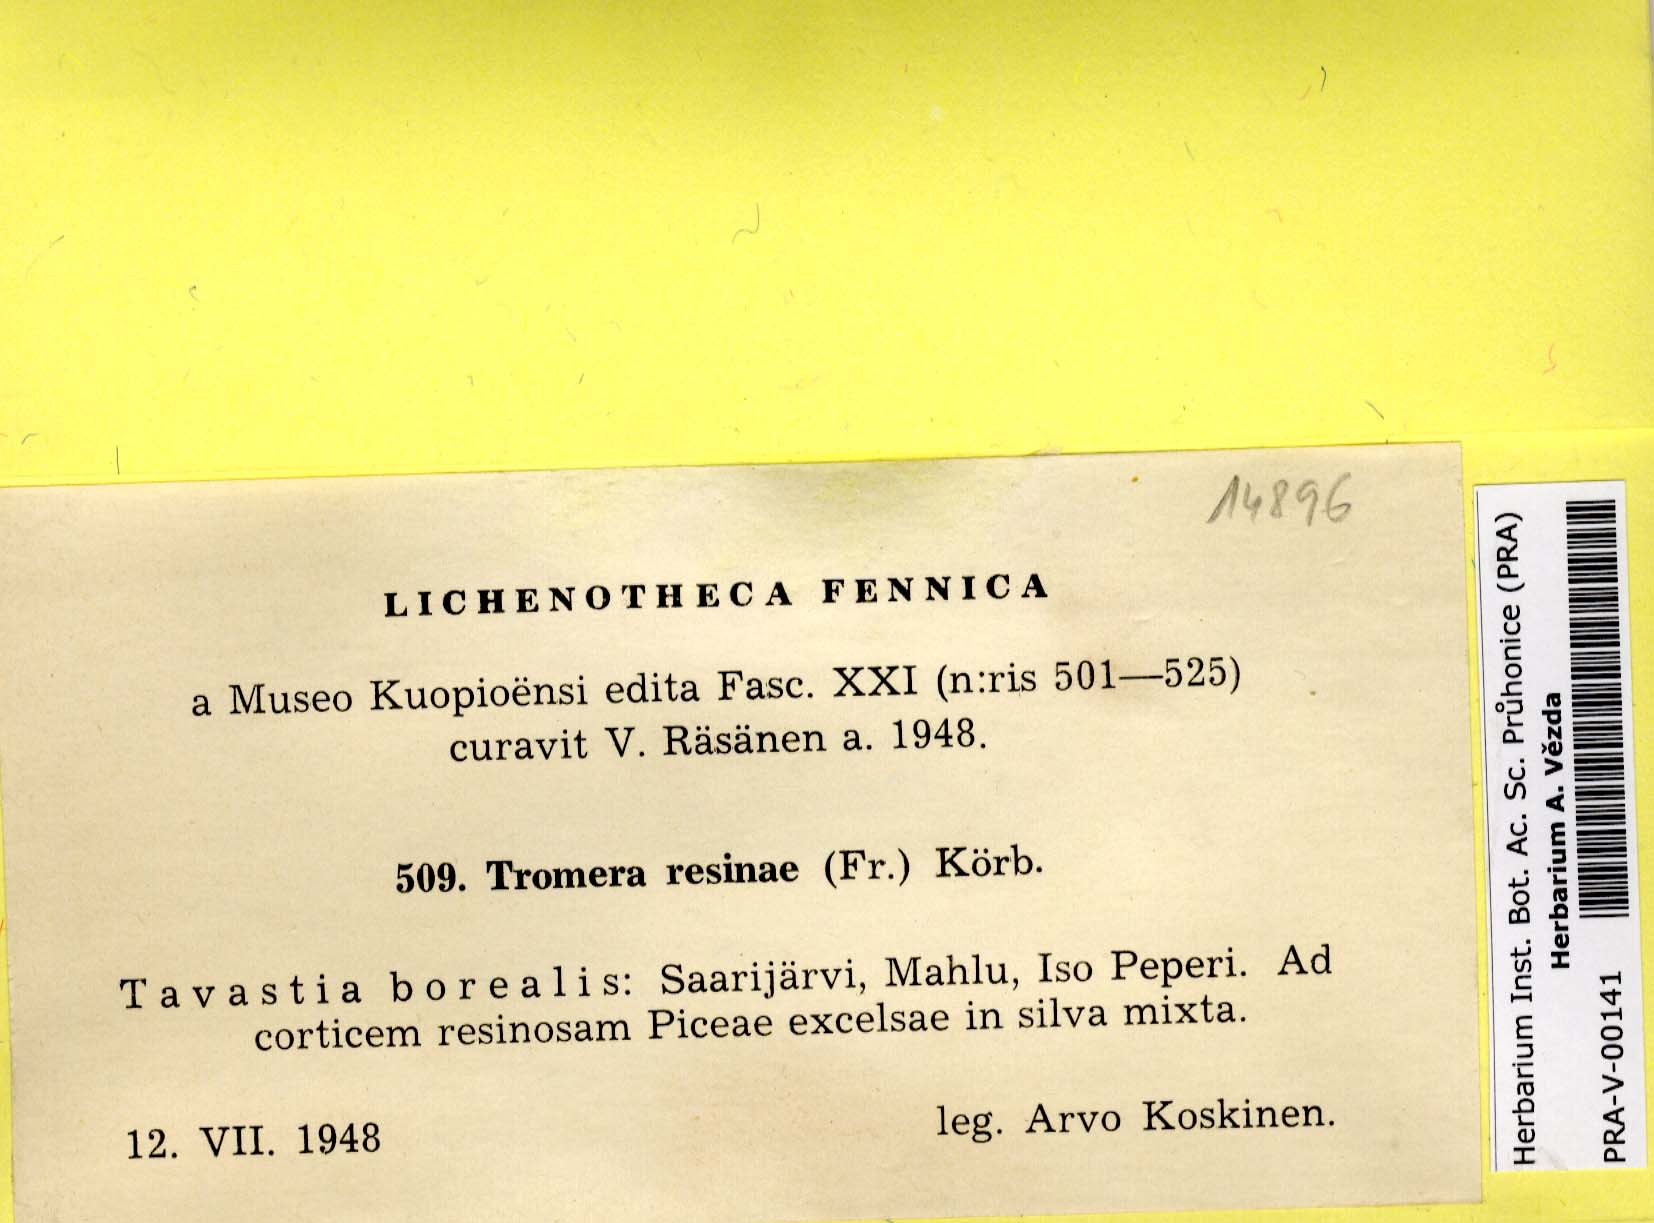 14896
LICHENOTHECA FENNICA
a Museo Kuopioënsi edita Fasc. XXI (n:ris 501—525)
curavit V. Räsänen a. 1948.
509. Tromera resinae (Fr.) Körb.
Tavastia borealis: Saarijärvi, Mahlu, Iso Peperi. Ad
corticem resinosam Piceae excelsae in silva mixta.
12. VII. 1948
leg. Arvo Koskinen.
Herbarium Inst. Bot. Ac. Sc. Průhonice (PRA)
Herbarium A. Vězda
PRA-V-00141